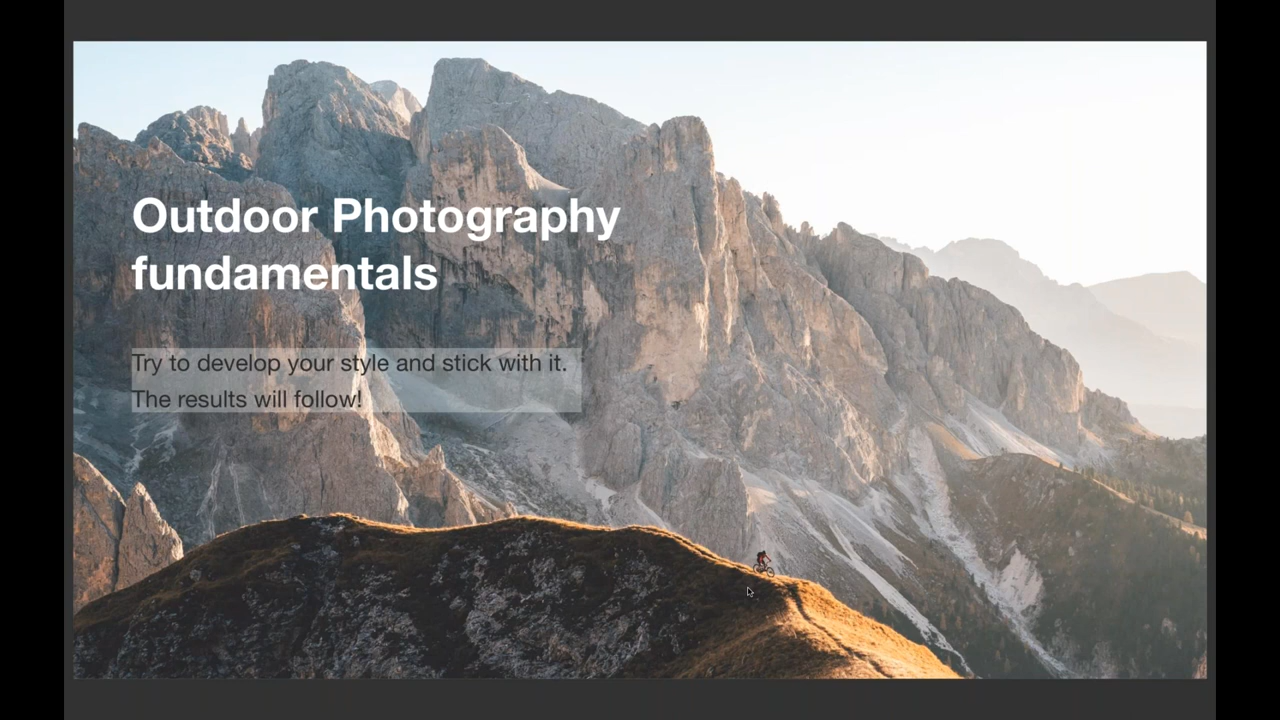 Outdoor Photography
fundamentals
Try to develop your style and stick with it.
The results will follow!